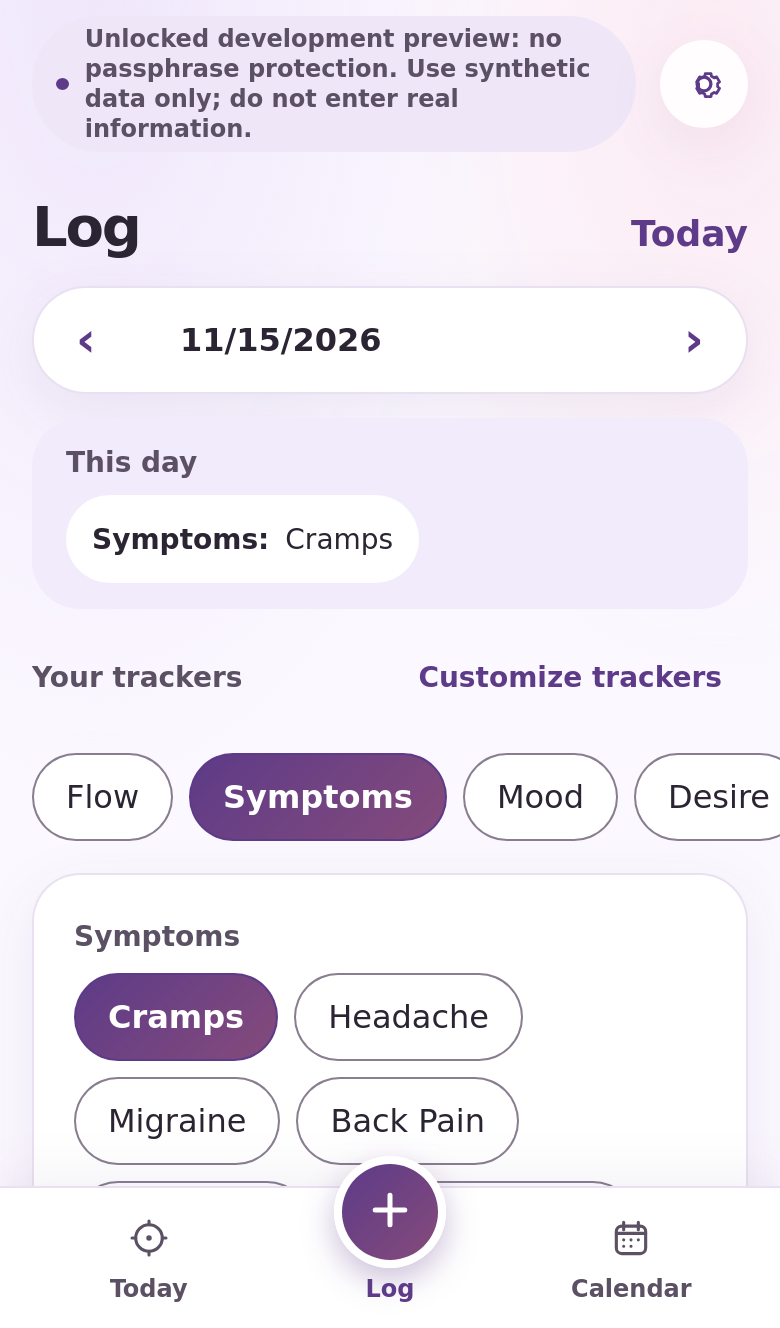 Unlocked development preview: no
passphrase protection. Use synthetic
data only; do not enter real
information.
Log
Today
‹ 11/15/2026 ›
This day
Symptoms: Cramps
Your trackers
Customize trackers
Flow
Symptoms
Mood
Desire
Symptoms
Cramps
Headache
Migraine
Back Pain
Today
Log
Calendar